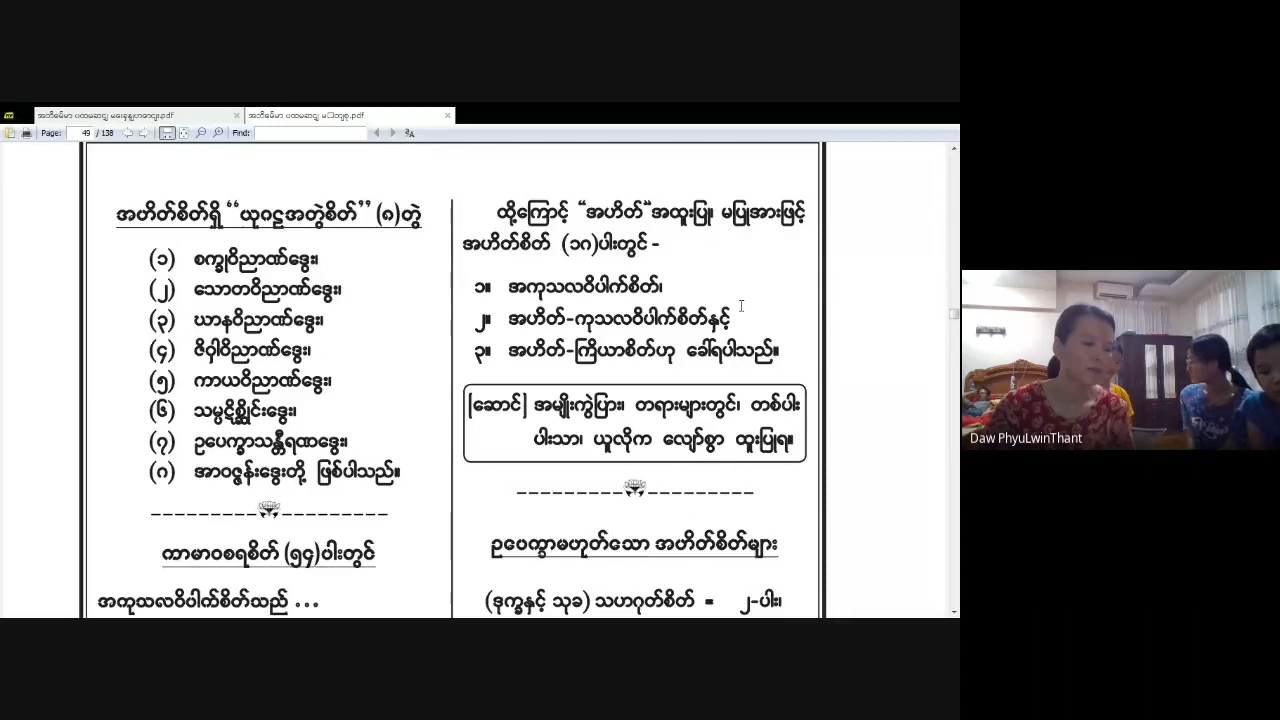 Page: 49 / 138 Find:
အဟိတ်စိတ်ရှိ “ယုဂဠအတွဲစိတ်” (၈)တွဲ
(၁) စက္ခုဝိညာဏ်ဒွေး၊
(၂) သောတဝိညာဏ်ဒွေး၊
(၃) ဃာနဝိညာဏ်ဒွေး၊
(၄) ဇိဝှါဝိညာဏ်ဒွေး၊
(၅) ကာယဝိညာဏ်ဒွေး၊
(၆) သမ္ပဋိစ္ဆိုင်းဒွေး၊
(၇) ဥပေက္ခာသန္တီရဏဒွေး၊
(၈) အာဝဇ္ဇန်းဒွေးတို့ ဖြစ်ပါသည်။
ကာမာဝစရစိတ် (၅၄)ပါးတွင်
အကုသလဝိပါက်စိတ်သည် ...
ထို့ကြောင့် “အဟိတ်“အထူးပြု၊ မပြုအားဖြင့်
အဟိတ်စိတ် (၁၈)ပါးတွင် -
၁။ အကုသလဝိပါက်စိတ်၊
၂။ အဟိတ်-ကုသလဝိပါက်စိတ်နှင့်
၃။ အဟိတ်-ကြိယာစိတ်ဟု ခေါ်ရပါသည်။
[ဆောင်] အမျိုးကွဲပြား၊ တရားများတွင်၊ တစ်ပါး
ပါးသာ၊ ယူလိုက လျော်စွာ ထူးပြုရ။
ဥပေက္ခာမဟုတ်သော အဟိတ်စိတ်များ
(ဒုက္ခနှင့် သုခ) သဟဂုတ်စိတ် = ၂-ပါး၊
Daw PhyuLwinThant